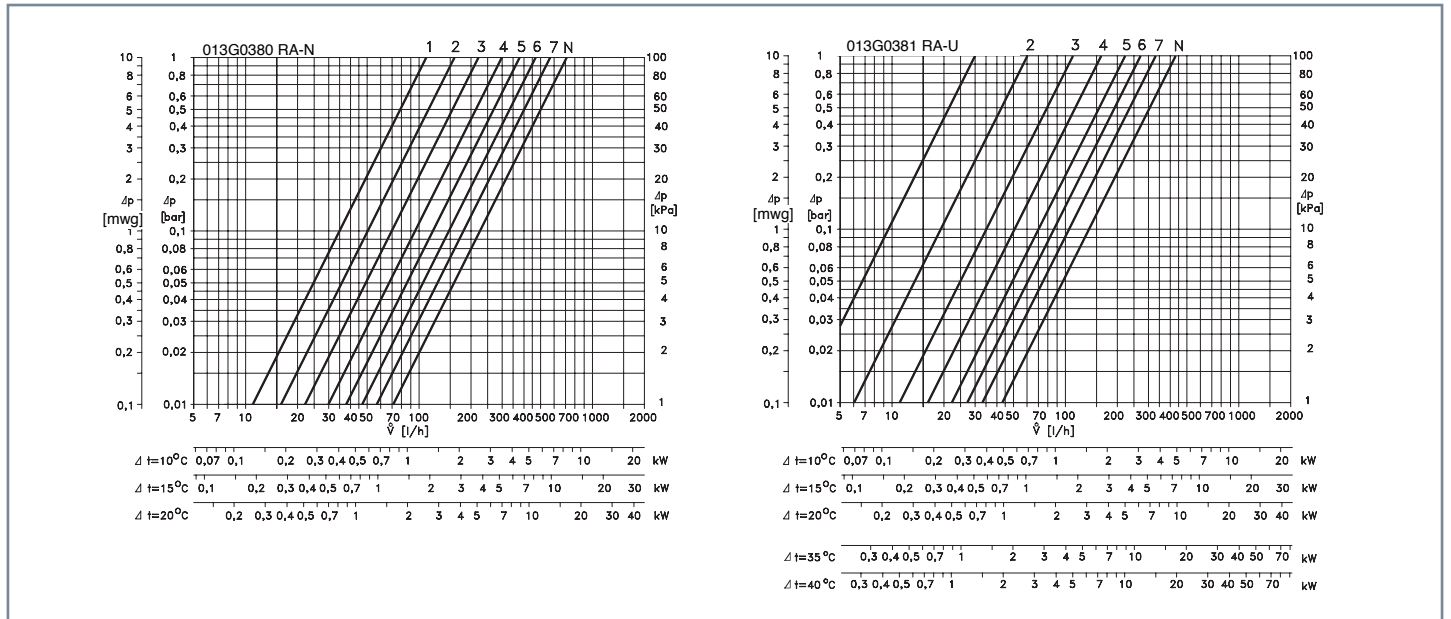 013G0380 RA-N 1 2 3 4 5 6 7 N
10 1 100
8 0,8 80
6 0,6 60
5 0,5 50
4 0,4 40
3 0,3 30
2 0,2 20
Δp Δp Δp
[mwg] [bar] [kPa]
1 0,1 10
0,8 0,08 8
0,6 0,06 6
0,5 0,05 5
0,4 0,04 4
0,3 0,03 3
0,2 0,02 2
0,1 0,01 1
5 7 10 20 30 40 50 70 100 200 300 400 500 700 1000 2000
V̊ [l/h]
Δ t=10°C 0,07 0,1 0,2 0,3 0,4 0,5 0,7 1 2 3 4 5 7 10 20 kW
Δ t=15°C 0,1 0,2 0,3 0,4 0,5 0,7 1 2 3 4 5 7 10 20 30 kW
Δ t=20°C 0,2 0,3 0,4 0,5 0,7 1 2 3 4 5 7 10 20 30 40 kW
013G0381 RA-U 2 3 4 5 6 7 N
10 1 100
8 0,8 80
6 0,6 60
5 0,5 50
4 0,4 40
3 0,3 30
2 0,2 20
Δp Δp Δp
[mwg] [bar] [kPa]
1 0,1 10
0,8 0,08 8
0,6 0,06 6
0,5 0,05 5
0,4 0,04 4
0,3 0,03 3
0,2 0,02 2
0,1 0,01 1
5 6 7 10 20 30 40 50 70 100 200 300 400 500 700 1000 2000
V̊ [l/h]
Δ t=10°C 0,07 0,1 0,2 0,3 0,4 0,5 0,7 1 2 3 4 5 7 10 20 kW
Δ t=15°C 0,1 0,2 0,3 0,4 0,5 0,7 1 2 3 4 5 7 10 20 30 kW
Δ t=20°C 0,2 0,3 0,4 0,5 0,7 1 2 3 4 5 7 10 20 30 40 kW
Δ t=35°C 0,3 0,4 0,5 0,7 1 2 3 4 5 7 10 20 30 40 50 70 kW
Δ t=40°C 0,3 0,4 0,5 0,7 1 2 3 4 5 7 10 20 30 40 50 70 kW